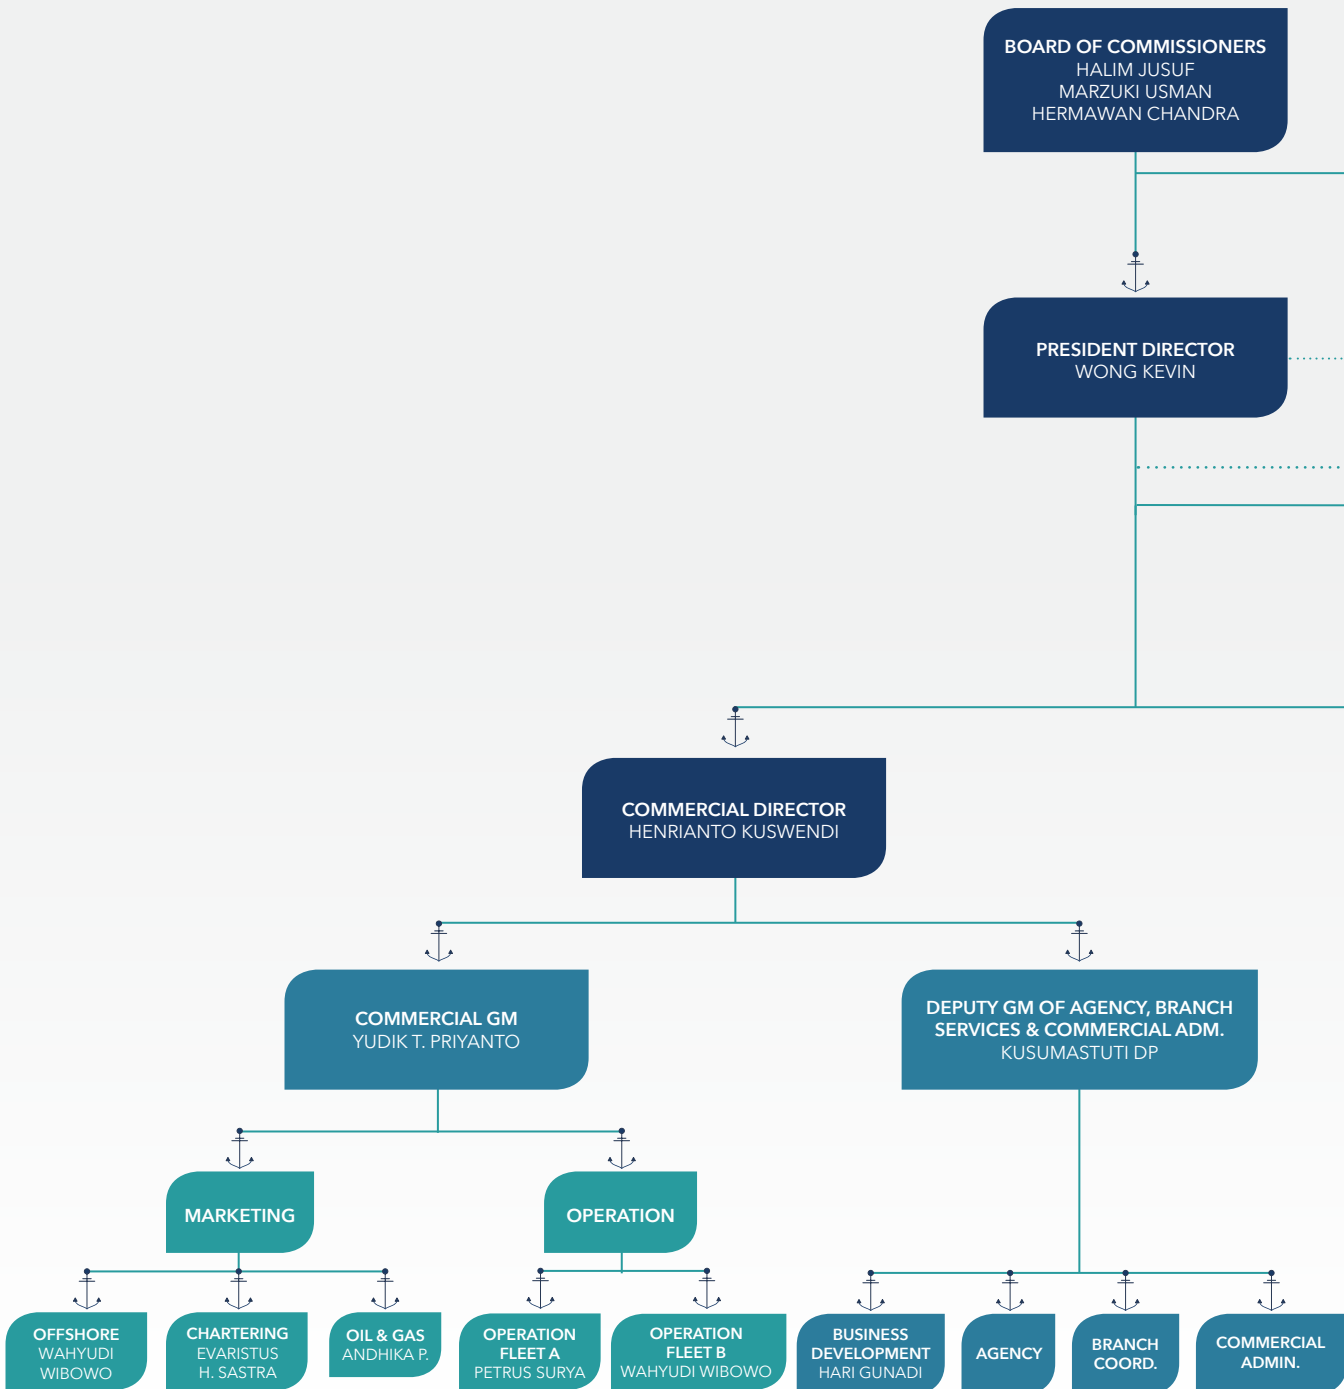 BOARD OF COMMISSIONERS
HALIM JUSUF
MARZUKI USMAN
HERMAWAN CHANDRA
PRESIDENT DIRECTOR
WONG KEVIN
COMMERCIAL DIRECTOR
HENRIANTO KUSWENDI
COMMERCIAL GM
YUDIK T. PRIYANTO
DEPUTY GM OF AGENCY, BRANCH
SERVICES & COMMERCIAL ADM.
KUSUMASTUTI DP
MARKETING
OPERATION
OFFSHORE
WAHYUDI
WIBOWO
CHARTERING
EVARISTUS
H. SASTRA
OIL & GAS
ANDHIKA P.
OPERATION
FLEET A
PETRUS SURYA
OPERATION
FLEET B
WAHYUDI WIBOWO
BUSINESS
DEVELOPMENT
HARI GUNADI
AGENCY
BRANCH
COORD.
COMMERCIAL
ADMIN.